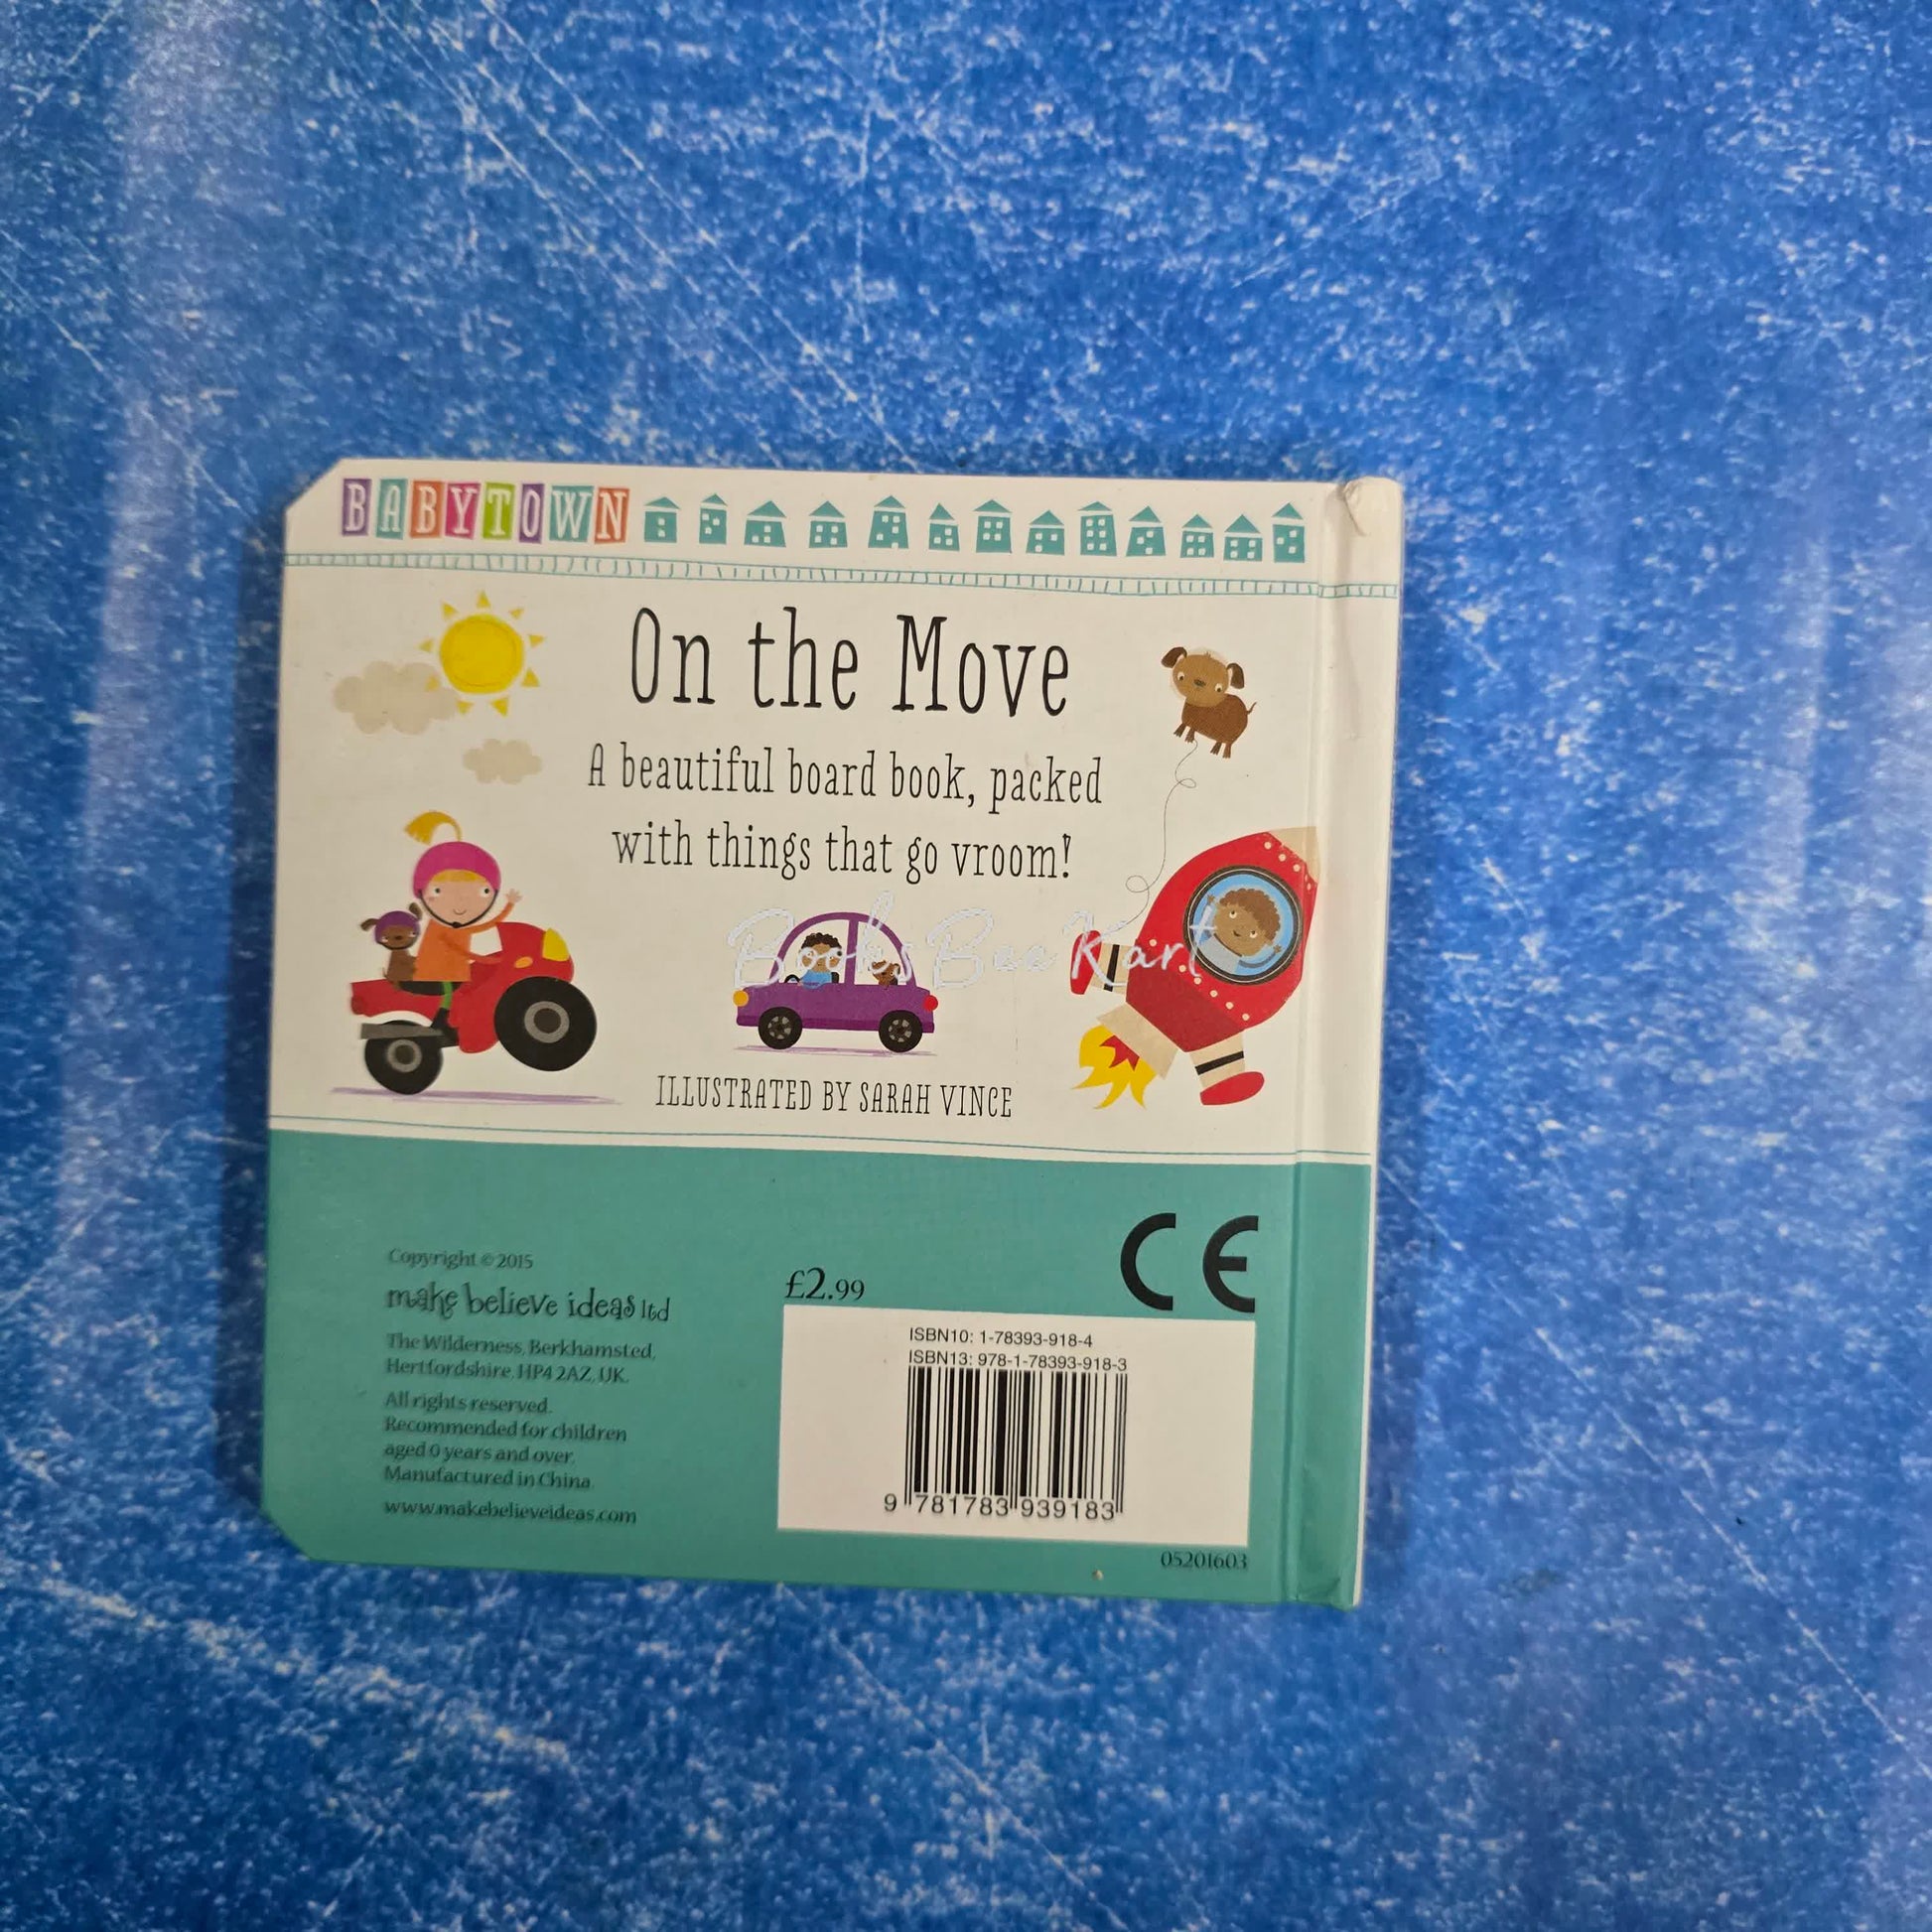 BABYTOWN
On the Move
A beautiful board book, packed
with things that go vroom!
Books Bee Kart
ILLUSTRATED BY SARAH VINCE
Copyright © 2015
make believe ideas ltd
The Wilderness, Berkhamsted,
Hertfordshire, HP4 2AZ, UK.
All rights reserved.
Recommended for children
aged 0 years and over.
Manufactured in China.
www.makebelieveideas.com
£2.99
CE
ISBN10: 1-78393-918-4
ISBN13: 978-1-78393-918-3
9 781783 939183
05201603